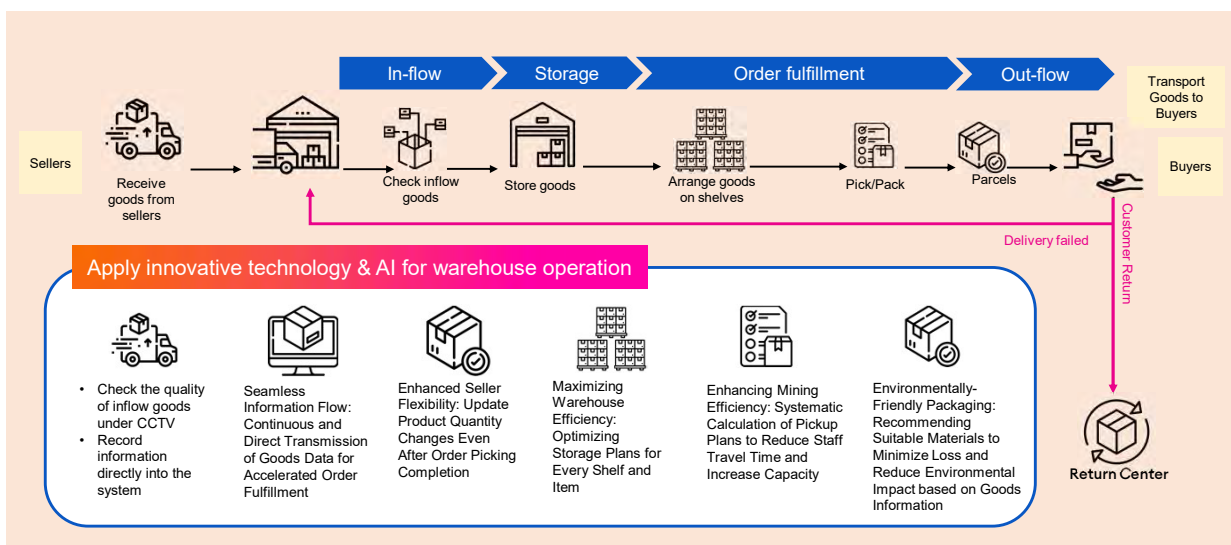 In-flow
Storage
Order fulfillment
Out-flow
Transport
Goods to
Buyers
Sellers
Receive
goods from
sellers
Check inflow
goods
Store goods
Arrange goods
on shelves
Pick/Pack
Parcels
Buyers
Delivery failed
Customer Return
Apply innovative technology & AI for warehouse operation
• Check the quality
of inflow goods
under CCTV
• Record
information
directly into the
system
Seamless
Information Flow:
Continuous and
Direct Transmission
of Goods Data for
Accelerated Order
Fulfillment
Enhanced Seller
Flexibility: Update
Product Quantity
Changes Even
After Order Picking
Completion
Maximizing
Warehouse
Efficiency:
Optimizing
Storage Plans for
Every Shelf and
Item
Enhancing Mining
Efficiency: Systematic
Calculation of Pickup
Plans to Reduce Staff
Travel Time and
Increase Capacity
Environmentally-
Friendly Packaging:
Recommending
Suitable Materials to
Minimize Loss and
Reduce Environmental
Impact based on Goods
Information
Return Center